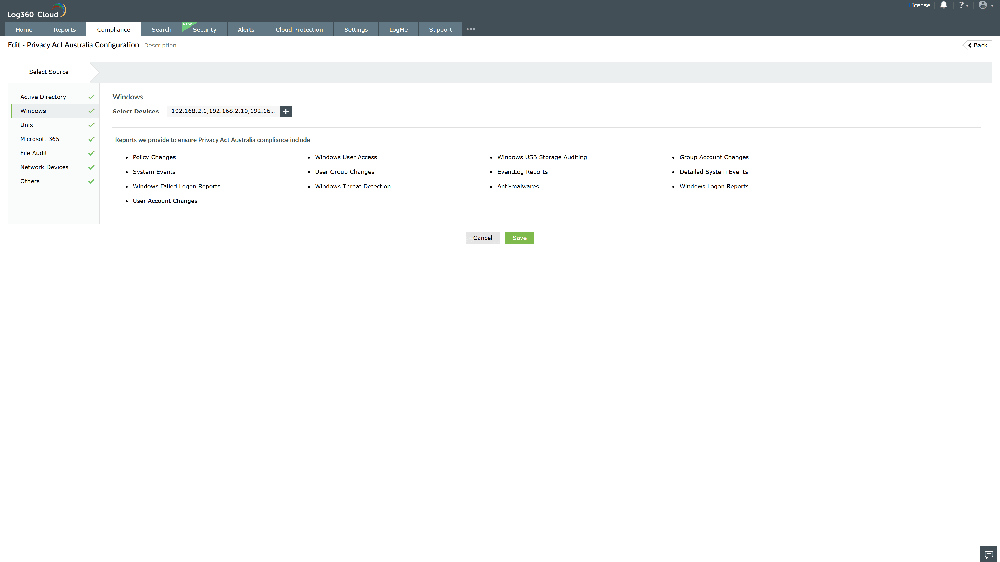 License
?
Log360 Cloud
Home Reports Compliance Search NEW Security Alerts Cloud Protection Settings LogMe Support •••
Edit - Privacy Act Australia Configuration Description Back
Select Source
Active Directory
Windows
Unix
Microsoft 365
File Audit
Network Devices
Others
Windows
Select Devices 192.168.2.1,192.168.2.10,192.16... +
Reports we provide to ensure Privacy Act Australia compliance include
• Policy Changes • Windows User Access • Windows USB Storage Auditing • Group Account Changes
• System Events • User Group Changes • EventLog Reports • Detailed System Events
• Windows Failed Logon Reports • Windows Threat Detection • Anti-malwares • Windows Logon Reports
• User Account Changes
Cancel Save